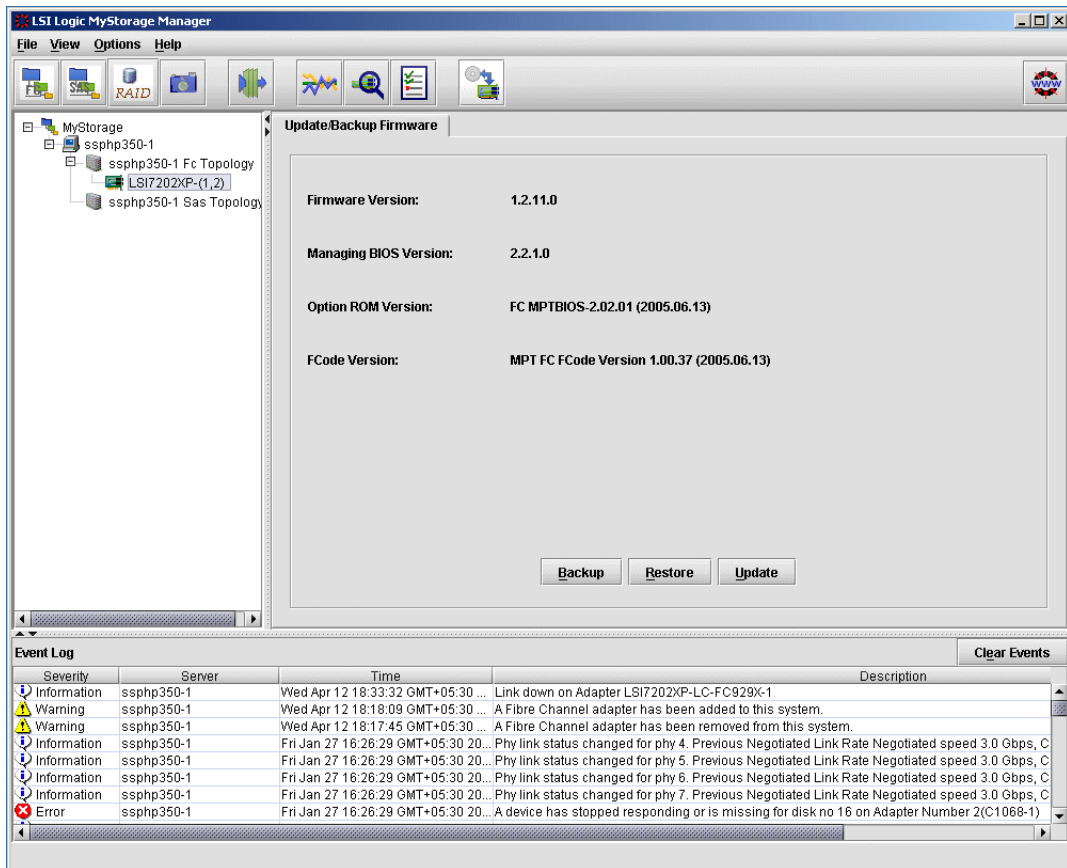 LSI Logic MyStorage Manager
File View Options Help
FC SAS RAID WWW
MyStorage
ssphp350-1
ssphp350-1 Fc Topology
LSI7202XP-(1,2)
ssphp350-1 Sas Topology
Update/Backup Firmware
Firmware Version: 1.2.11.0
Managing BIOS Version: 2.2.1.0
Option ROM Version: FC MPTBIOS-2.02.01 (2005.06.13)
FCode Version: MPT FC FCode Version 1.00.37 (2005.06.13)
Backup Restore Update
Event Log Clear Events
Severity Server Time Description
Information ssphp350-1 Wed Apr 12 18:33:32 GMT+05:30 ... Link down on Adapter LSI7202XP-LC-FC929X-1
Warning ssphp350-1 Wed Apr 12 18:18:09 GMT+05:30 ... A Fibre Channel adapter has been added to this system.
Warning ssphp350-1 Wed Apr 12 18:17:45 GMT+05:30 ... A Fibre Channel adapter has been removed from this system.
Information ssphp350-1 Fri Jan 27 16:26:29 GMT+05:30 20... Phy link status changed for phy 4. Previous Negotiated Link Rate Negotiated speed 3.0 Gbps, C
Information ssphp350-1 Fri Jan 27 16:26:29 GMT+05:30 20... Phy link status changed for phy 5. Previous Negotiated Link Rate Negotiated speed 3.0 Gbps, C
Information ssphp350-1 Fri Jan 27 16:26:29 GMT+05:30 20... Phy link status changed for phy 6. Previous Negotiated Link Rate Negotiated speed 3.0 Gbps, C
Information ssphp350-1 Fri Jan 27 16:26:29 GMT+05:30 20... Phy link status changed for phy 7. Previous Negotiated Link Rate Negotiated speed 3.0 Gbps, C
Error ssphp350-1 Fri Jan 27 16:26:29 GMT+05:30 20... A device has stopped responding or is missing for disk no 16 on Adapter Number 2(C1068-1)